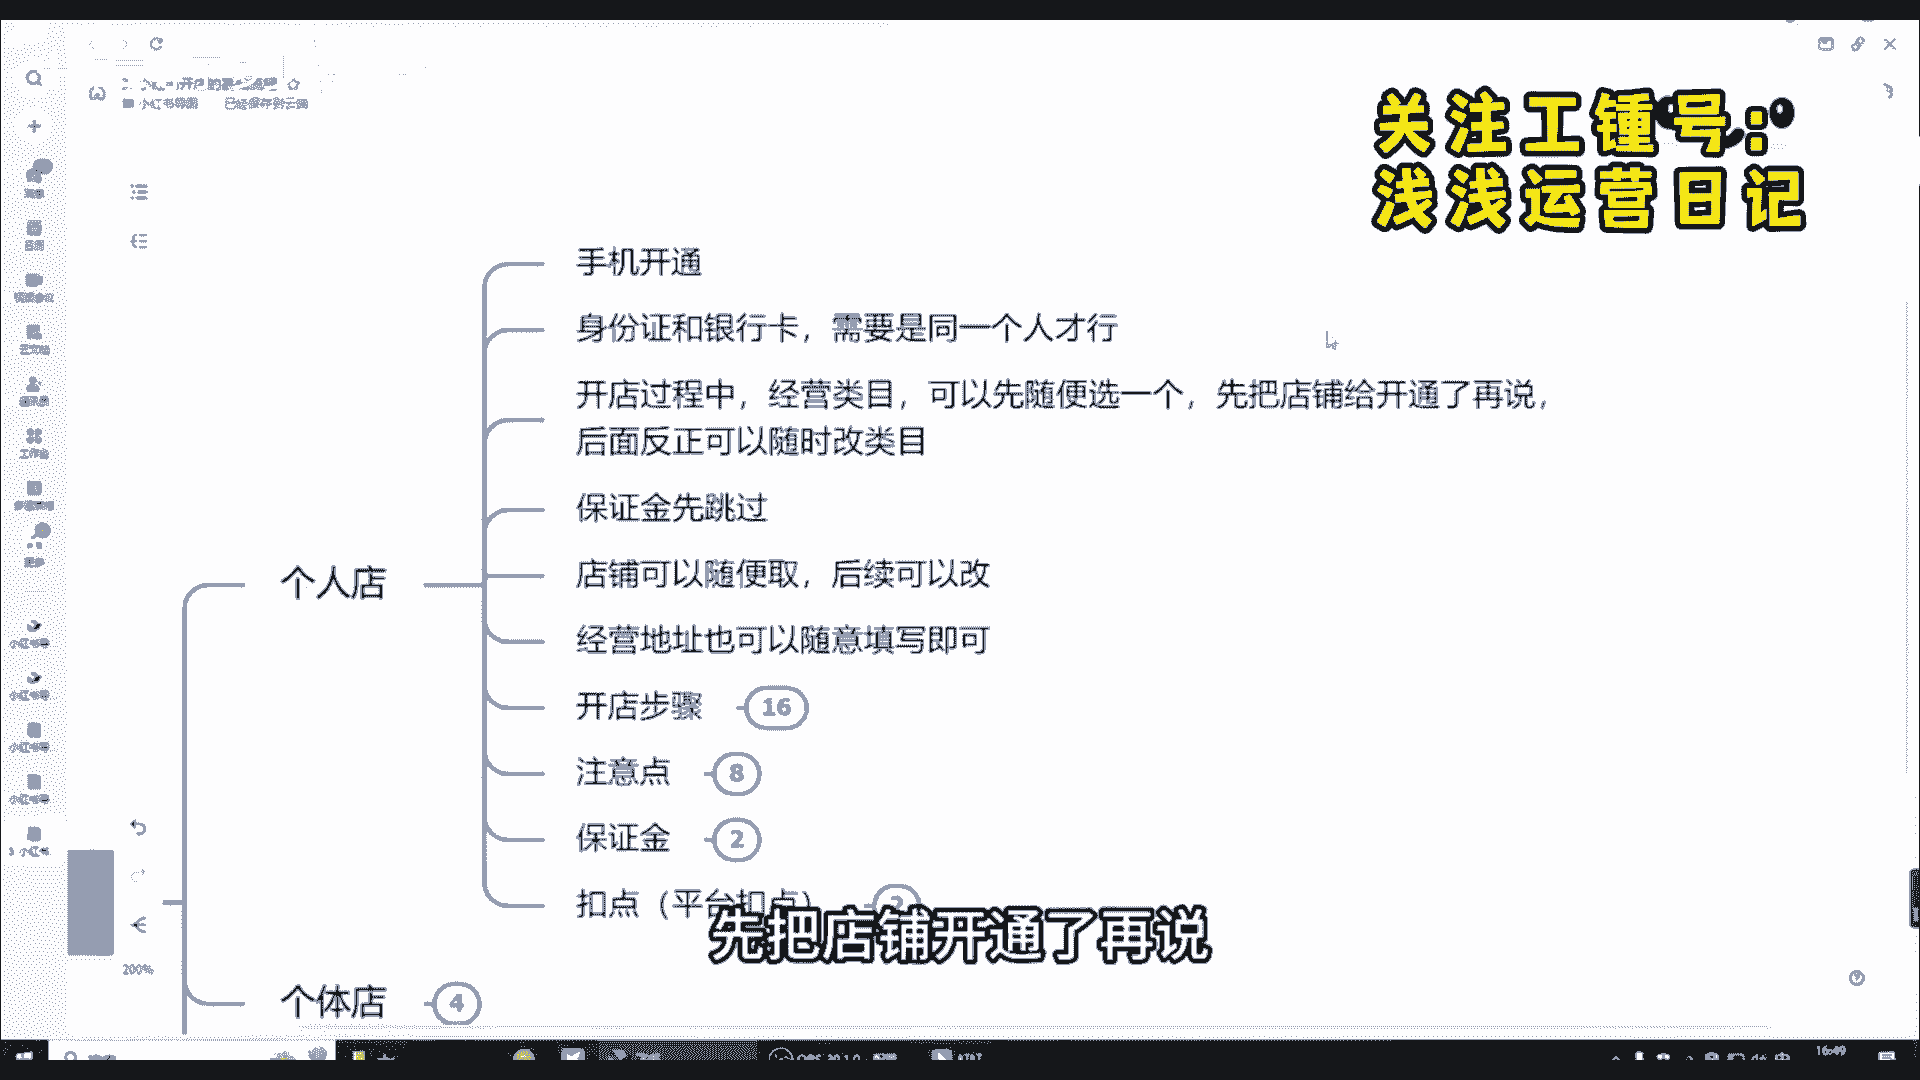 关注工锺号：
浅浅运营日记
手机开通
身份证和银行卡，需要是同一个人才行
开店过程中，经营类目，可以先随便选一个，先把店铺给开通了再说，
后面反正可以随时改类目
保证金先跳过
个人店
店铺可以随便取，后续可以改
经营地址也可以随意填写即可
开店步骤 16
注意点 8
保证金 2
扣点（平台扣点）
先把店铺开通了再说
200%
个体店 4
16:49